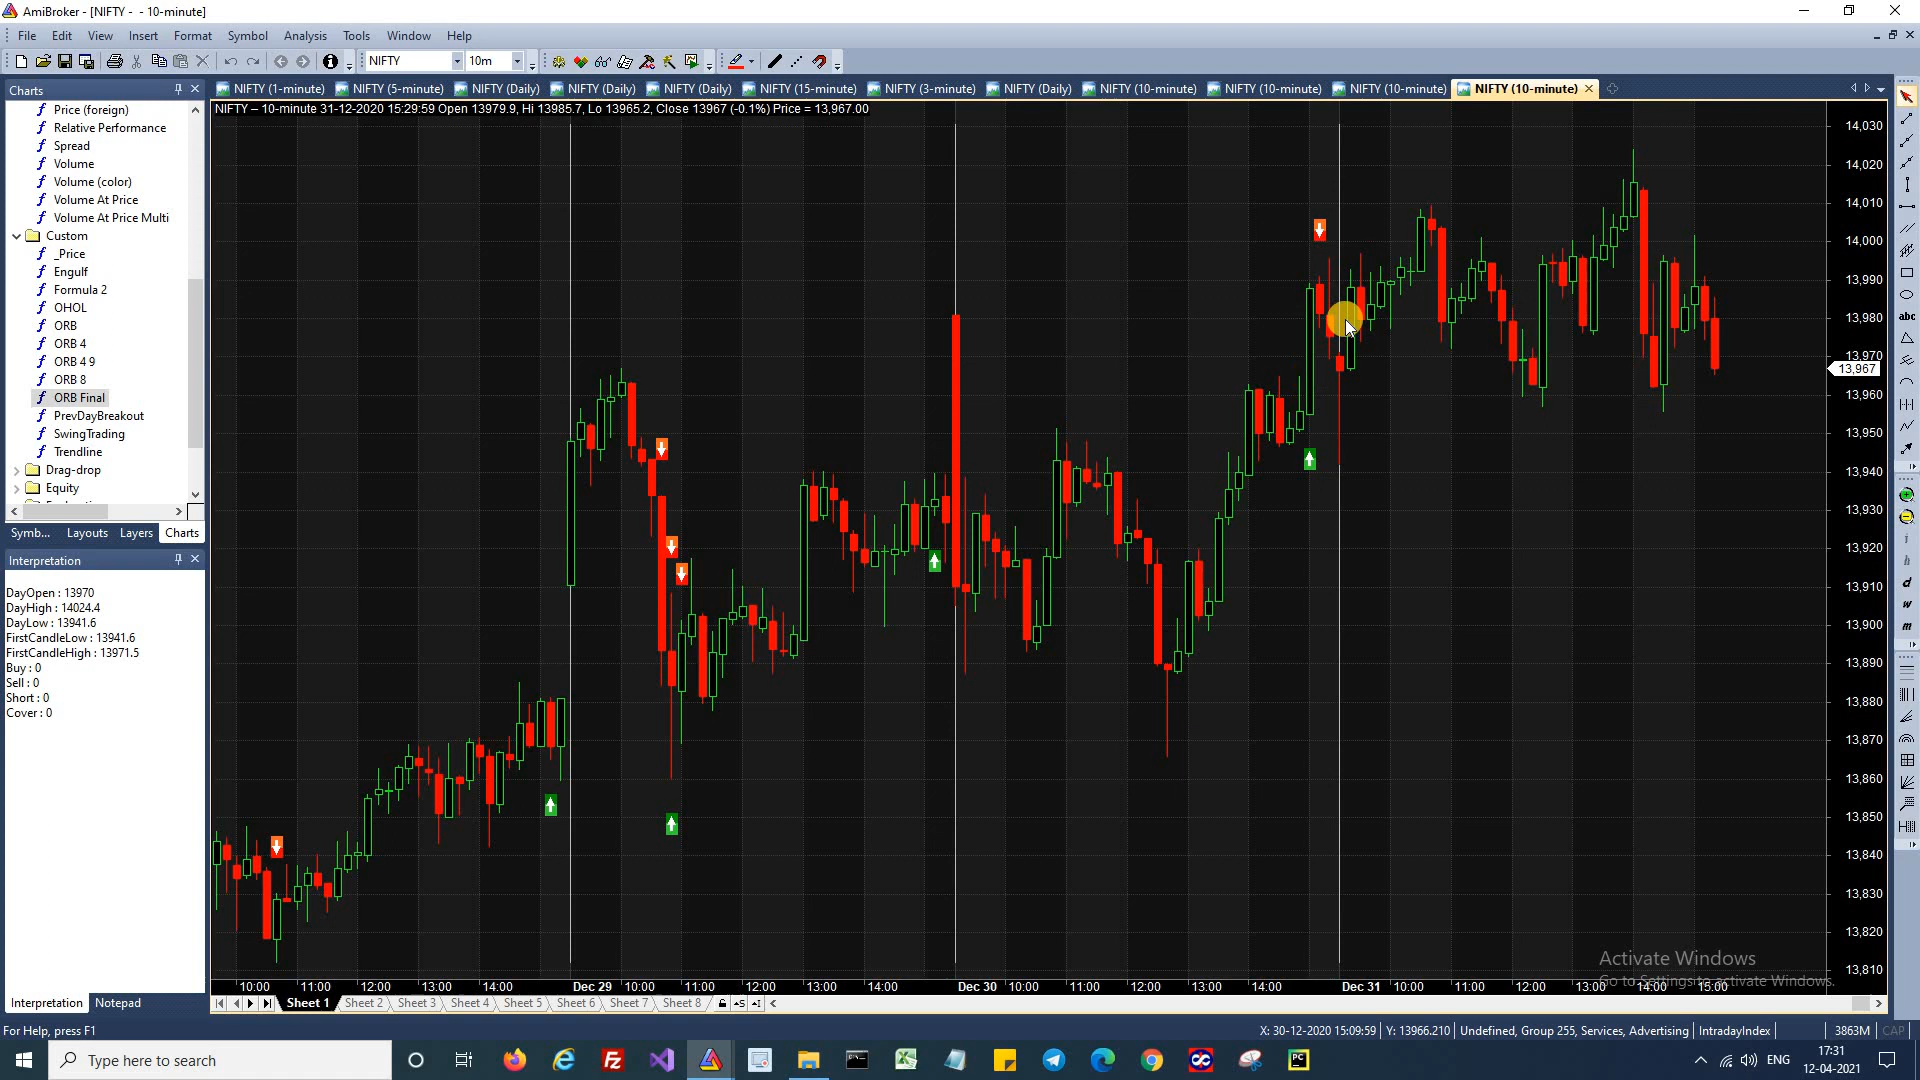 AmiBroker - [NIFTY -  - 10-minute]
File Edit View Insert Format Symbol Analysis Tools Window Help
NIFTY 10m
Charts
NIFTY (1-minute) NIFTY (5-minute) NIFTY (Daily) NIFTY (Daily) NIFTY (Daily) NIFTY (15-minute) NIFTY (3-minute) NIFTY (Daily) NIFTY (10-minute) NIFTY (10-minute) NIFTY (10-minute) NIFTY (10-minute)
NIFTY – 10-minute 31-12-2020 15:29:59 Open 13979.9, Hi 13985.7, Lo 13965.2, Close 13967 (-0.1%) Price = 13,967.00
Price (foreign)
Relative Performance
Spread
Volume
Volume (color)
Volume At Price
Volume At Price Multi
Custom
_Price
Engulf
Formula 2
OHOL
ORB
ORB 4
ORB 4 9
ORB 8
ORB Final
PrevDayBreakout
SwingTrading
Trendline
Drag-drop
Equity
Symb... Layouts Layers Charts
Interpretation
DayOpen : 13970
DayHigh : 14024.4
DayLow : 13941.6
FirstCandleLow : 13941.6
FirstCandleHigh : 13971.5
Buy : 0
Sell : 0
Short : 0
Cover : 0
Interpretation Notepad
14,030
14,020
14,010
14,000
13,990
13,980
13,970
13,967
13,960
13,950
13,940
13,930
13,920
13,910
13,900
13,890
13,880
13,870
13,860
13,850
13,840
13,830
13,820
13,810
abc
i
h
d
w
m
Activate Windows
Go to Settings to activate Windows.
10:00 11:00 12:00 13:00 14:00 Dec 29 10:00 11:00 12:00 13:00 14:00 Dec 30 10:00 11:00 12:00 13:00 14:00 Dec 31 10:00 11:00 12:00 13:00 14:00 15:00
Sheet 1 Sheet 2 Sheet 3 Sheet 4 Sheet 5 Sheet 6 Sheet 7 Sheet 8
For Help, press F1
X: 30-12-2020 15:09:59 Y: 13966.210 Undefined, Group 255, Services, Advertising IntradayIndex 3863M CAP
Type here to search
ENG
17:31
12-04-2021